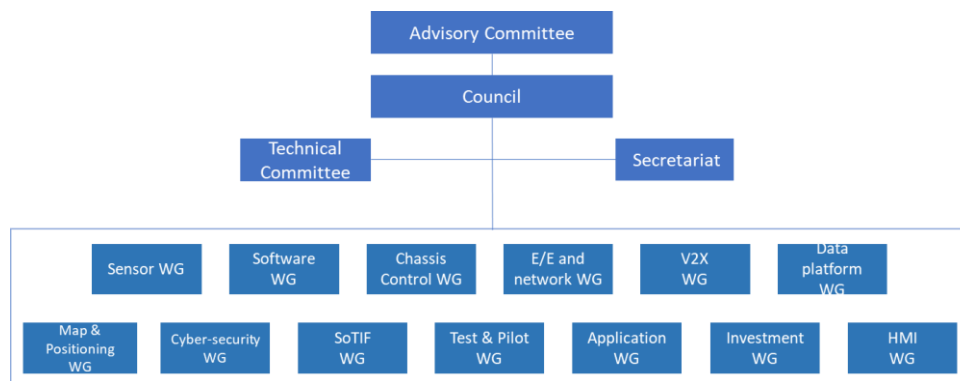 Advisory Committee
Council
Technical
Committee
Secretariat
Sensor WG
Software
WG
Chassis
Control WG
E/E and
network WG
V2X
WG
Data
platform
WG
Map &
Positioning
WG
Cyber-security
WG
SoTIF
WG
Test & Pilot
WG
Application
WG
Investment
WG
HMI
WG